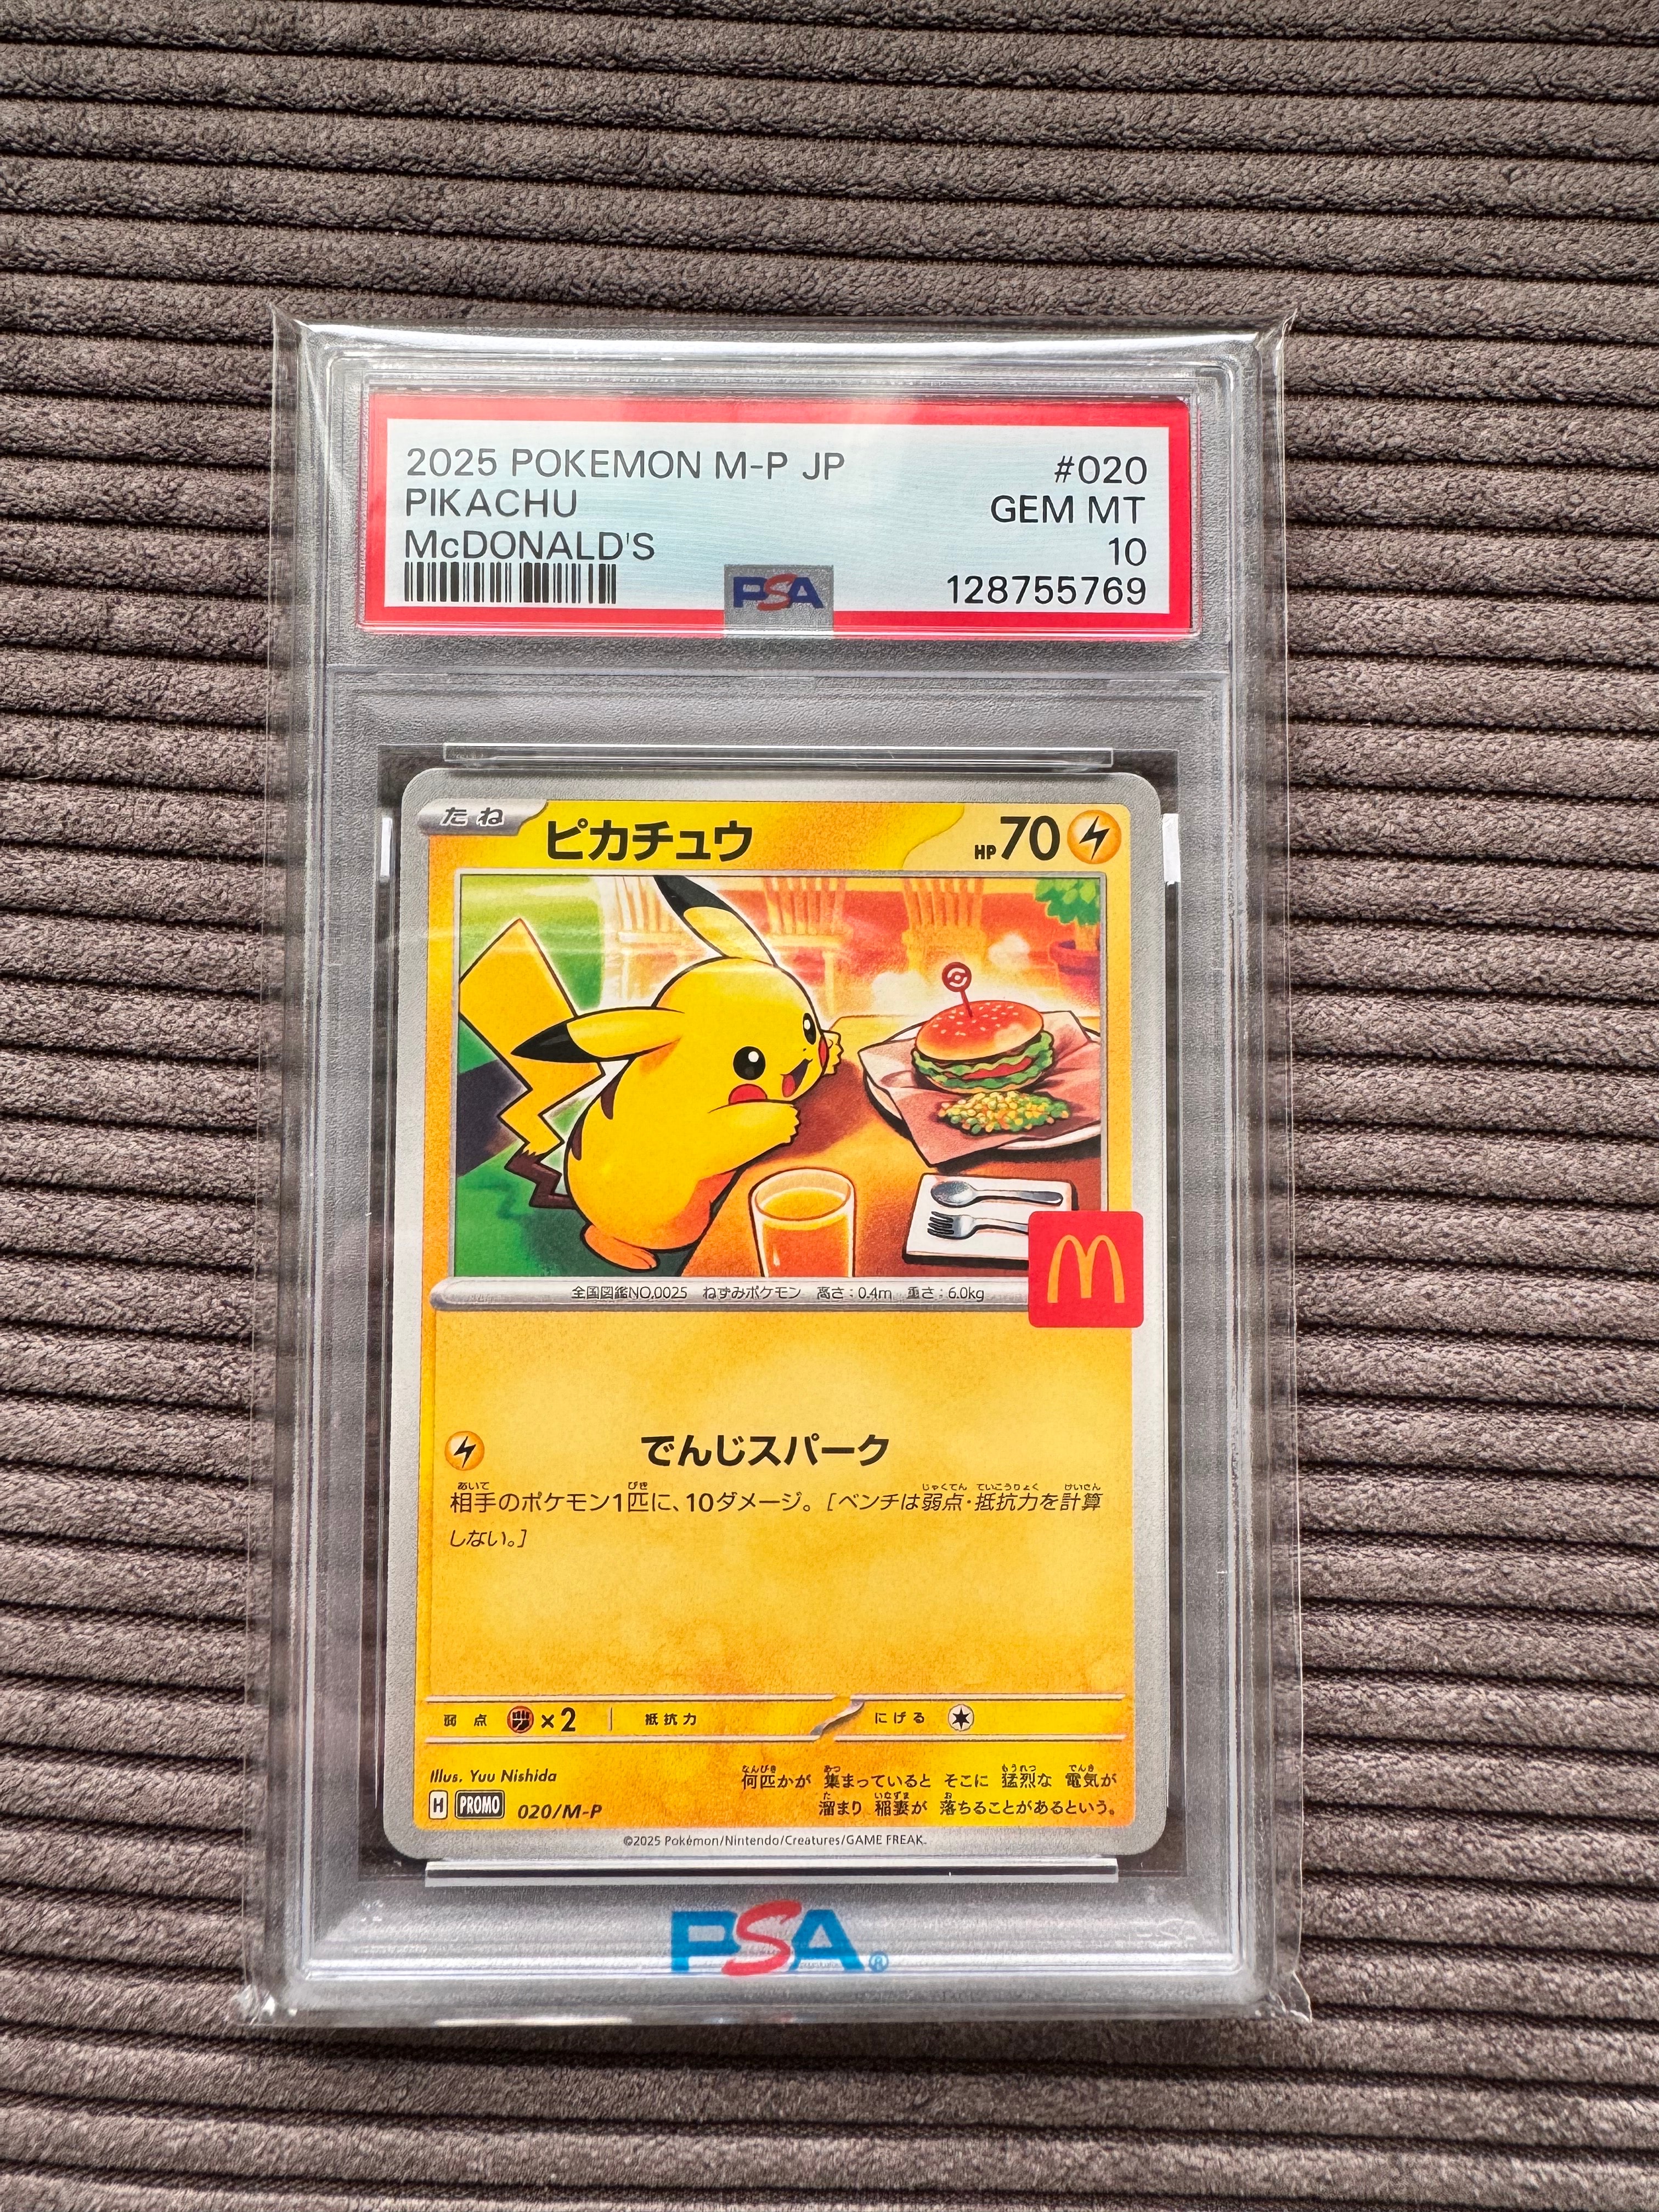 2025 POKEMON M-P JP #020
PIKACHU GEM MT
McDONALD'S 10
PSA 128755769
たね ピカチュウ HP70
全国図鑑NO.0025 ねずみポケモン 高さ:0.4m 重さ:6.0kg
でんじスパーク
相手のポケモン1匹に、10ダメージ。[ベンチは弱点・抵抗力を計算
しない。]
弱点 ×2 抵抗力 にげる
Illus. Yuu Nishida
何匹かが 集まっていると そこに 猛烈な 電気が
溜まり 稲妻が 落ちることがあるという。
H PROMO 020/M-P
©2025 Pokémon/Nintendo/Creatures/GAME FREAK.
PSA®